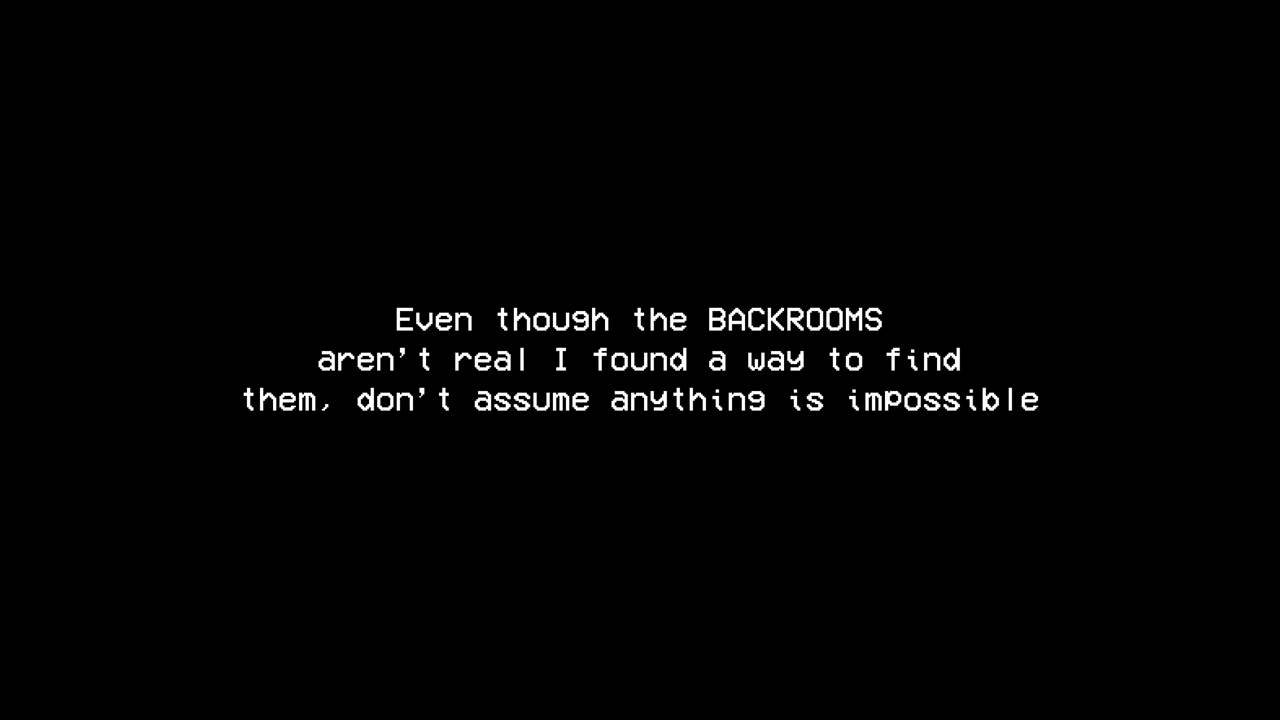 Even though the BACKROOMS
aren't real I found a way to find
them, don't assume anything is impossible